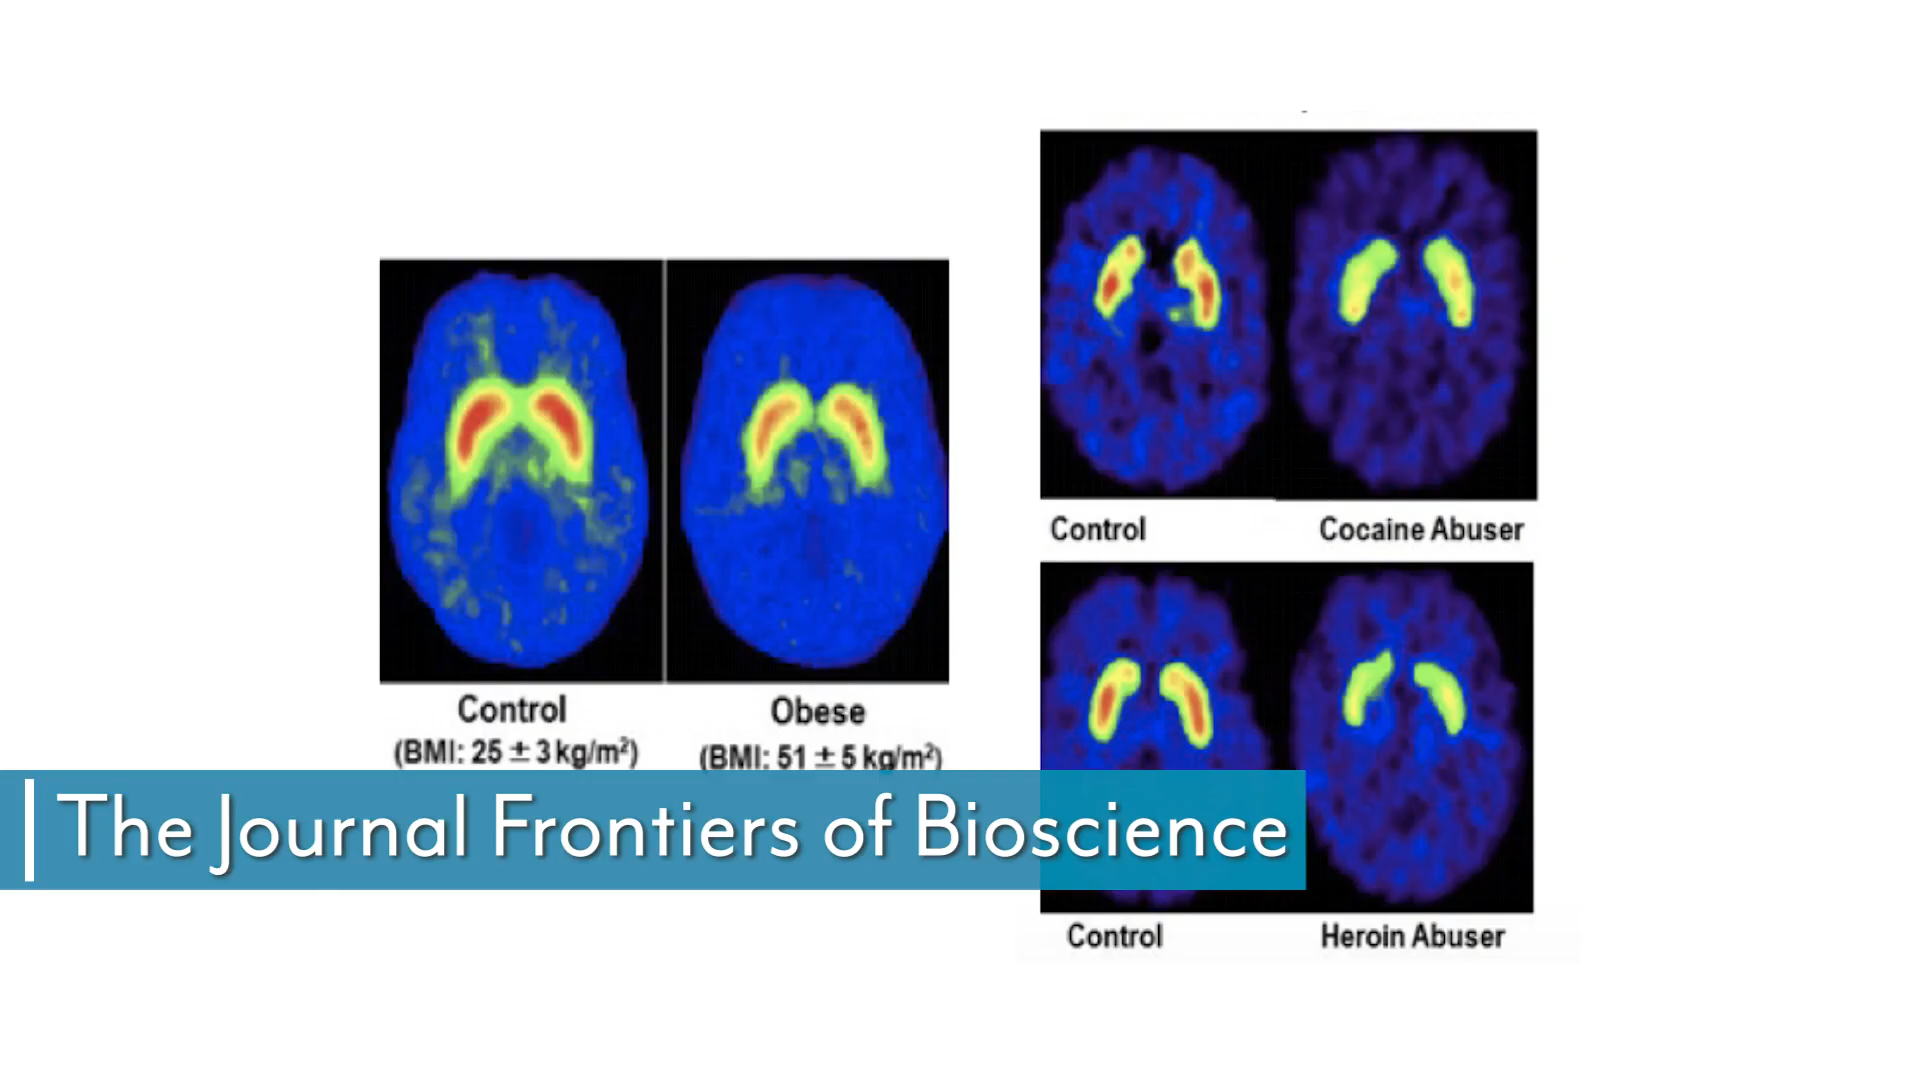 Control
Cocaine Abuser
Control
(BMI: 25 ± 3 kg/m²)
Obese
(BMI: 51 ± 5 kg/m²)
The Journal Frontiers of Bioscience
Control
Heroin Abuser